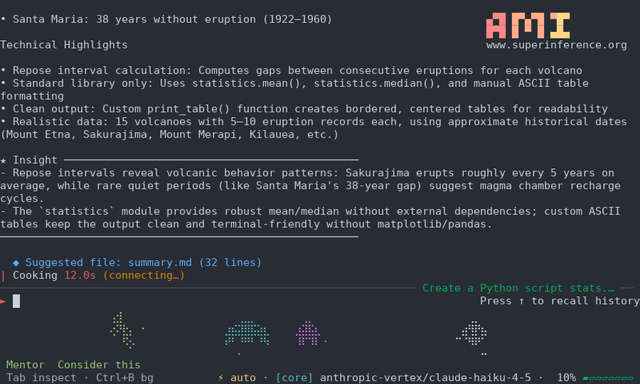 • Santa Maria: 38 years without eruption (1922–1960)
AMI
Technical Highlights
www.superinference.org
• Repose interval calculation: Computes gaps between consecutive eruptions for each volcano
• Standard library only: Uses statistics.mean(), statistics.median(), and manual ASCII table
formatting
• Clean output: Custom print_table() function creates bordered, centered tables for readability
• Realistic data: 15 volcanoes with 5–10 eruption records each, using approximate historical dates
(Mount Etna, Sakurajima, Mount Merapi, Kilauea, etc.)
★ Insight
- Repose intervals reveal volcanic behavior patterns: Sakurajima erupts roughly every 5 years on
average, while rare quiet periods (like Santa Maria's 38-year gap) suggest magma chamber recharge
cycles.
- The `statistics` module provides robust mean/median without external dependencies; custom ASCII
tables keep the output clean and terminal-friendly without matplotlib/pandas.
◆ Suggested file: summary.md (32 lines)
| Cooking 12.0s (connecting…)
Create a Python script stats.…
Press ↑ to recall history
Mentor Consider this
Tab inspect · Ctrl+B bg
⚡ auto · [core] anthropic-vertex/claude-haiku-4-5 · 10%